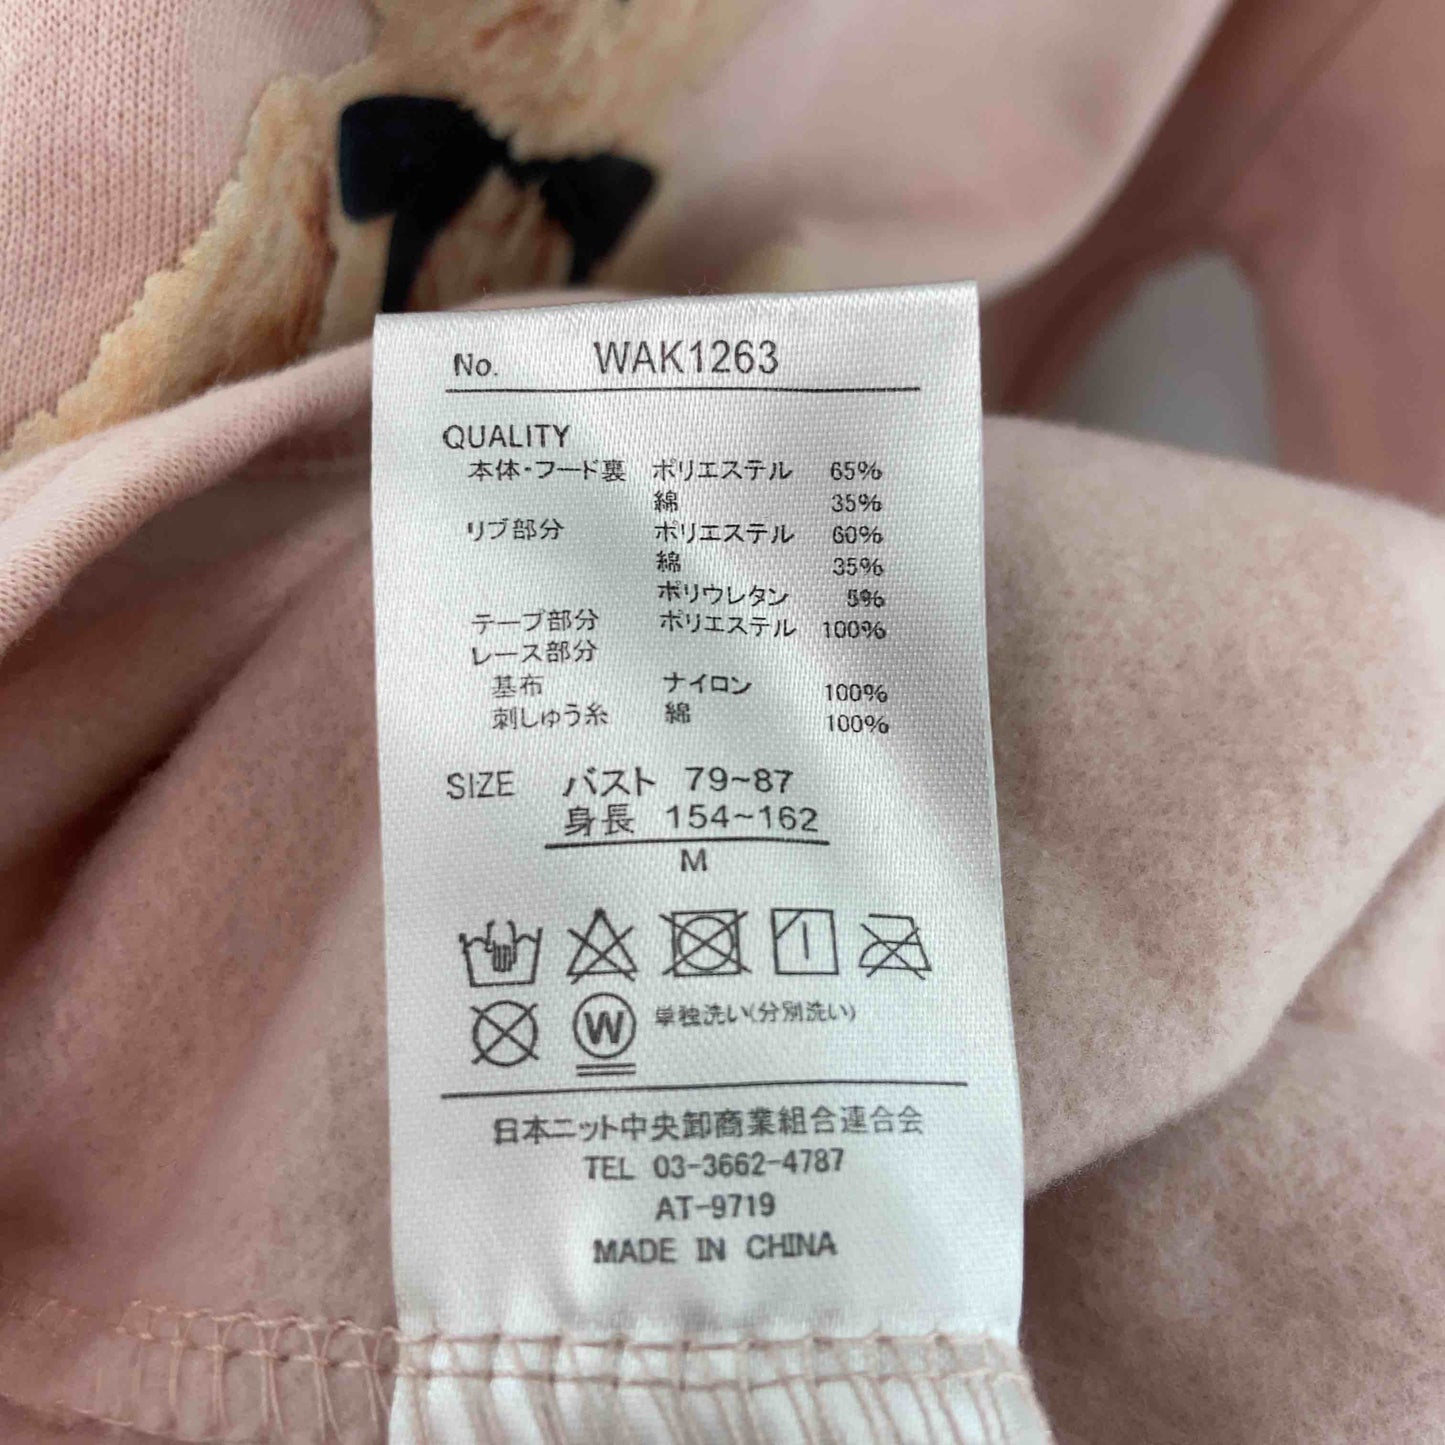 No. WAK1263
QUALITY
本体・フード裏 ポリエステル 65%
綿 35%
リブ部分 ポリエステル 60%
綿 35%
ポリウレタン 5%
テープ部分 ポリエステル 100%
レース部分
基布 ナイロン 100%
刺しゅう糸 綿 100%
SIZE バスト 79~87
身長 154~162
M
W 単独洗い(分別洗い)
日本ニット中央卸商業組合連合会
TEL 03-3662-4787
AT-9719
MADE IN CHINA